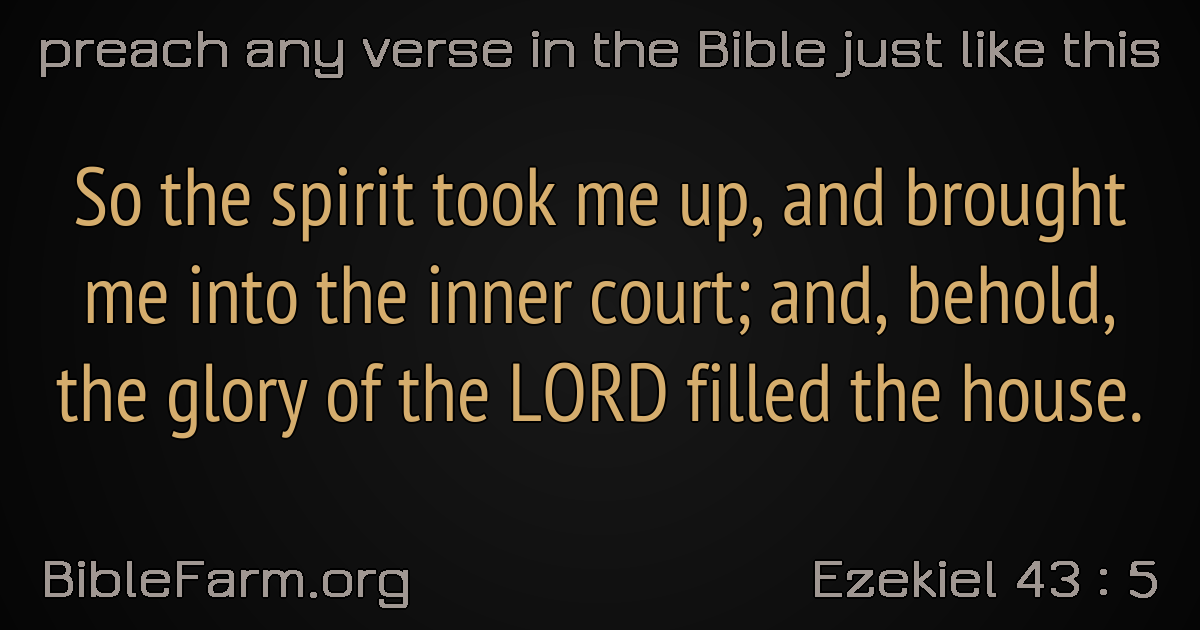 preach any verse in the Bible just like this
So the spirit took me up, and brought
me into the inner court; and, behold,
the glory of the LORD filled the house.
BibleFarm.org
Ezekiel 43 : 5